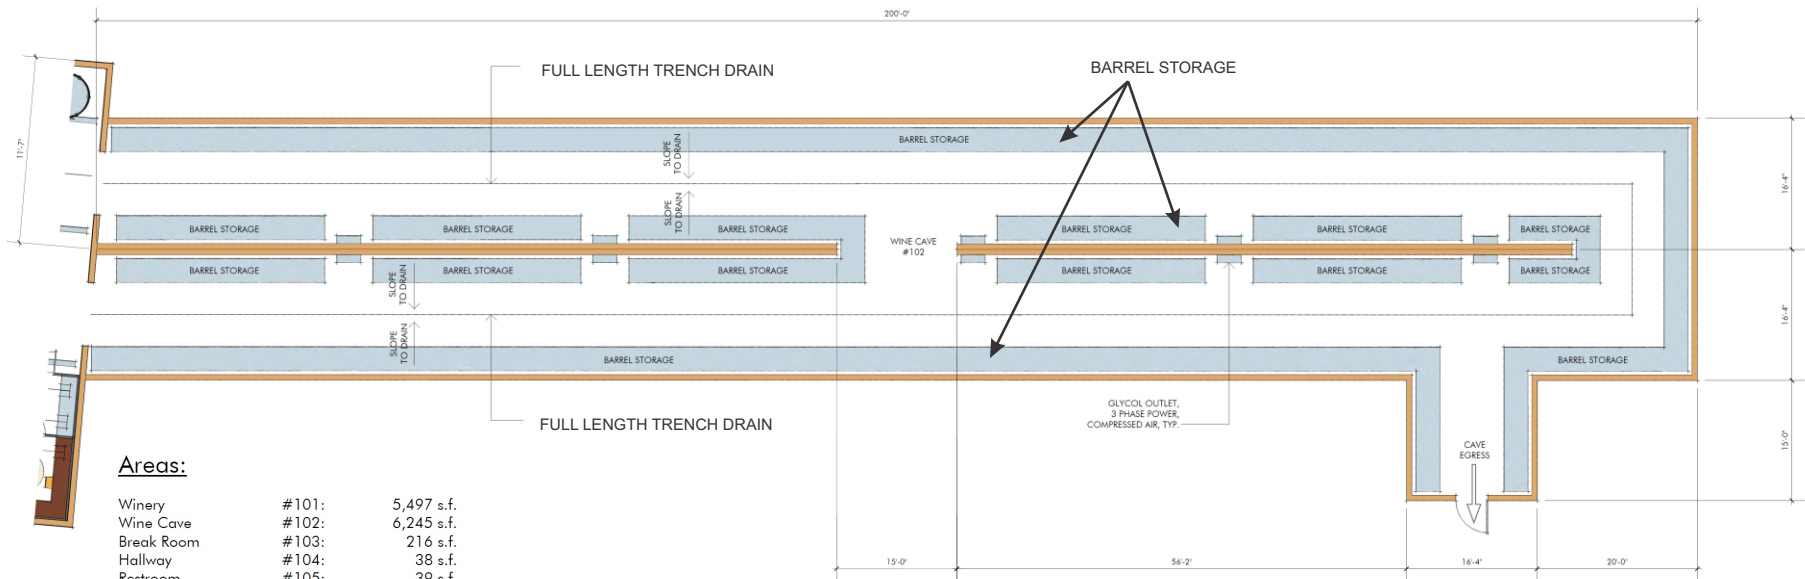 200'-0"
FULL LENGTH TRENCH DRAIN
BARREL STORAGE
11'-7"
BARREL STORAGE
SLOPE
TO DRAIN
16'-4"
SLOPE
TO DRAIN
BARREL STORAGE
BARREL STORAGE
BARREL STORAGE
WINE CAVE
#102
BARREL STORAGE
BARREL STORAGE
BARREL STORAGE
BARREL STORAGE
BARREL STORAGE
BARREL STORAGE
BARREL STORAGE
BARREL STORAGE
BARREL STORAGE
SLOPE
TO DRAIN
16'-4"
SLOPE
TO DRAIN
BARREL STORAGE
BARREL STORAGE
FULL LENGTH TRENCH DRAIN
GLYCOL OUTLET,
3 PHASE POWER,
COMPRESSED AIR, TYP.
CAVE
EGRESS
15'-0"
Areas:
Winery #101: 5,497 s.f.
Wine Cave #102: 6,245 s.f.
Break Room #103: 216 s.f.
Hallway #104: 38 s.f.
Restroom #105: 39 s.f.
15'-0"
56'-2"
16'-4"
20'-0"